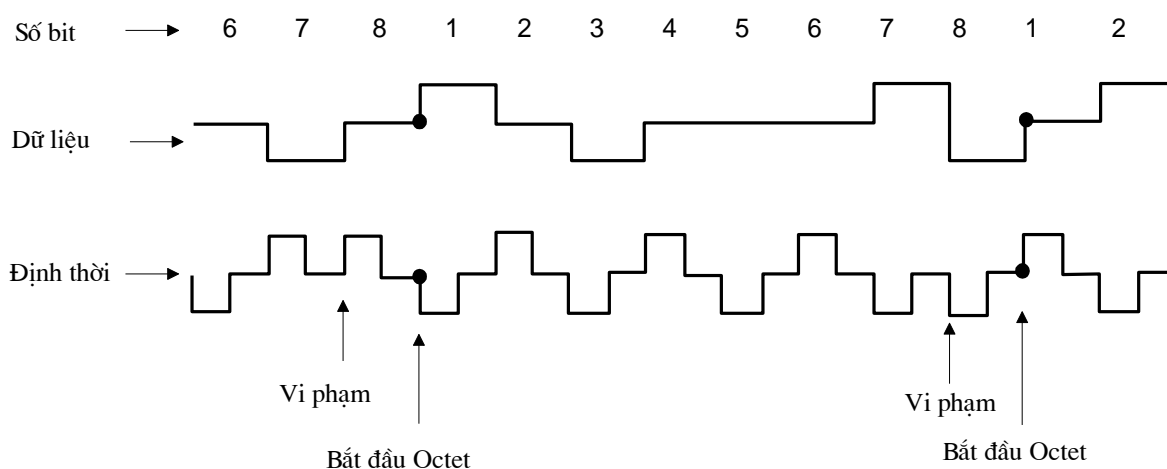 Số bit 6 7 8 1 2 3 4 5 6 7 8 1 2
Dữ liệu
Định thời
Vi phạm
Vi phạm
Bắt đầu Octet
Bắt đầu Octet